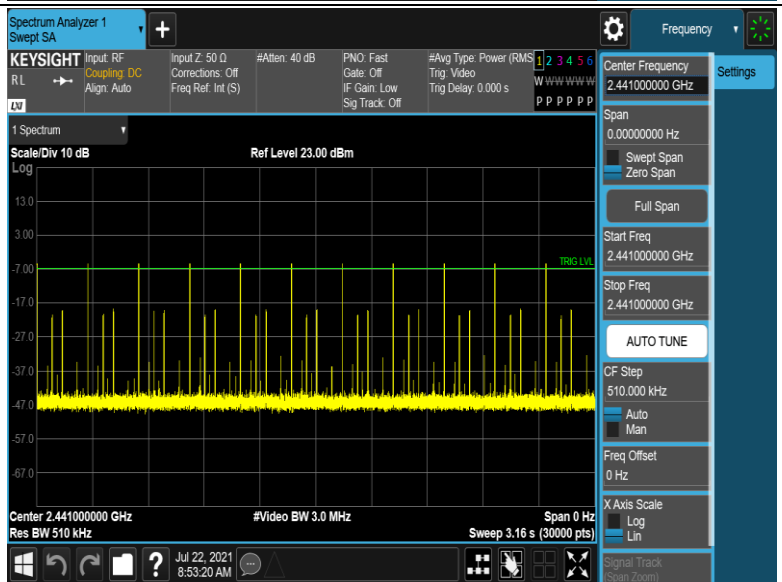 Spectrum Analyzer 1
Swept SA
+
Frequency
KEYSIGHT
Input: RF
Input Z: 50 Ω
#Atten: 40 dB
PNO: Fast
#Avg Type: Power (RMS
1 2 3 4 5 6
RL
Coupling: DC
Corrections: Off
Gate: Off
Trig: Video
W W W W W W
Align: Auto
Freq Ref: Int (S)
IF Gain: Low
Trig Delay: 0.000 s
Sig Track: Off
P P P P P P
LXI
Center Frequency
2.441000000 GHz
Settings
Span
0.00000000 Hz
Swept Span
Zero Span
Full Span
Start Freq
2.441000000 GHz
Stop Freq
2.441000000 GHz
AUTO TUNE
CF Step
510.000 kHz
Auto
Man
Freq Offset
0 Hz
X Axis Scale
Log
Lin
Signal Track
(Span Zoom)
1 Spectrum
Scale/Div 10 dB
Ref Level 23.00 dBm
Log
13.0
3.00
-7.00
TRIG LVL
-17.0
-27.0
-37.0
-47.0
-57.0
-67.0
Center 2.441000000 GHz
#Video BW 3.0 MHz
Span 0 Hz
Res BW 510 kHz
Sweep 3.16 s (30000 pts)
?
Jul 22, 2021
8:53:20 AM